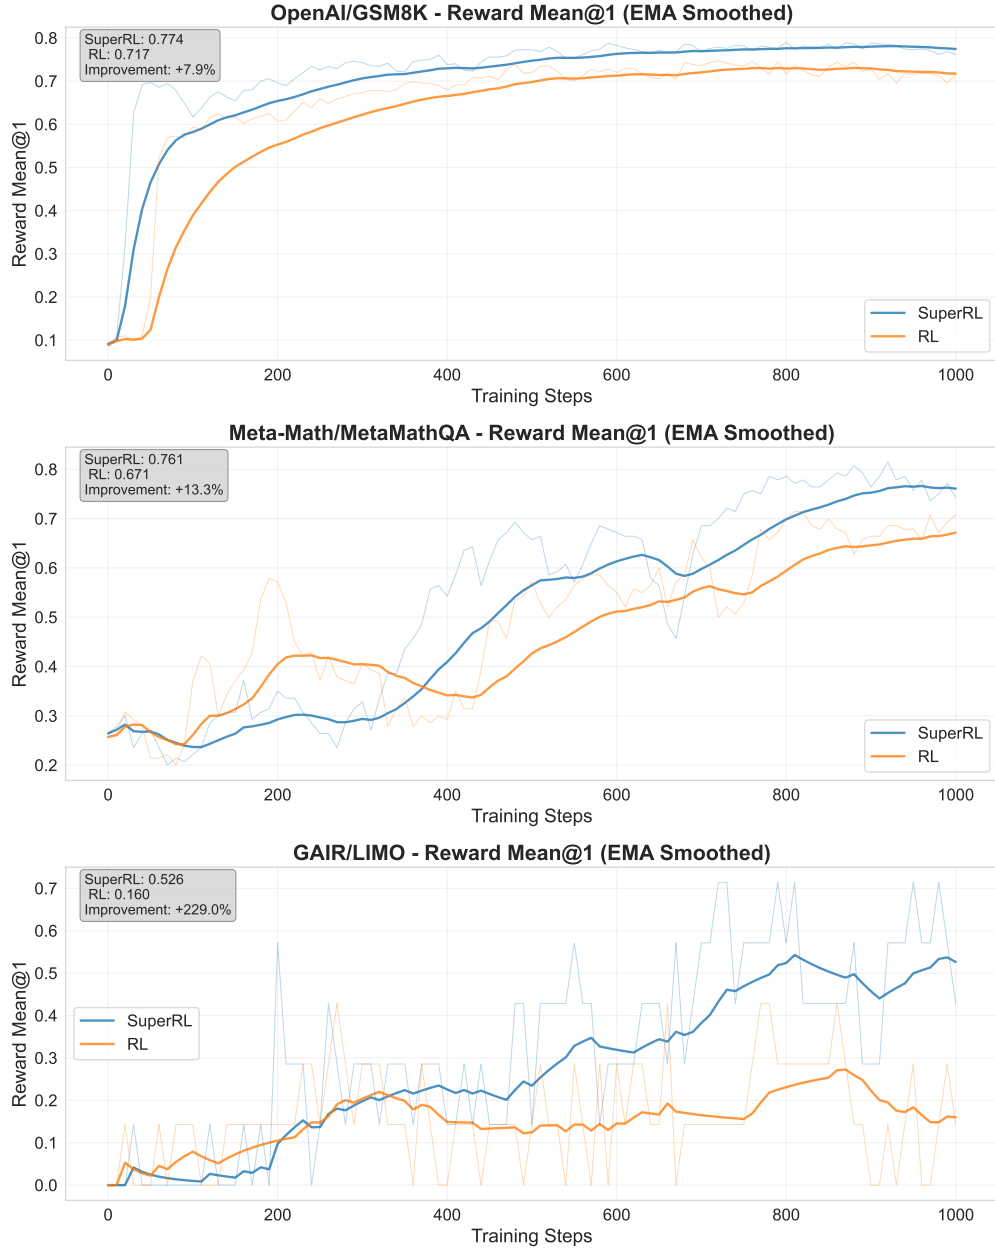 OpenAI/GSM8K - Reward Mean@1 (EMA Smoothed)
SuperRL: 0.774
RL: 0.717
Improvement: +7.9%
Reward Mean@1
0.8
0.7
0.6
0.5
0.4
0.3
0.2
0.1
SuperRL
RL
0 200 400 600 800 1000
Training Steps
Meta-Math/MetaMathQA - Reward Mean@1 (EMA Smoothed)
SuperRL: 0.761
RL: 0.671
Improvement: +13.3%
Reward Mean@1
0.8
0.7
0.6
0.5
0.4
0.3
0.2
SuperRL
RL
0 200 400 600 800 1000
Training Steps
GAIR/LIMO - Reward Mean@1 (EMA Smoothed)
SuperRL: 0.526
RL: 0.160
Improvement: +229.0%
Reward Mean@1
0.7
0.6
0.5
0.4
0.3
0.2
0.1
0.0
SuperRL
RL
0 200 400 600 800 1000
Training Steps